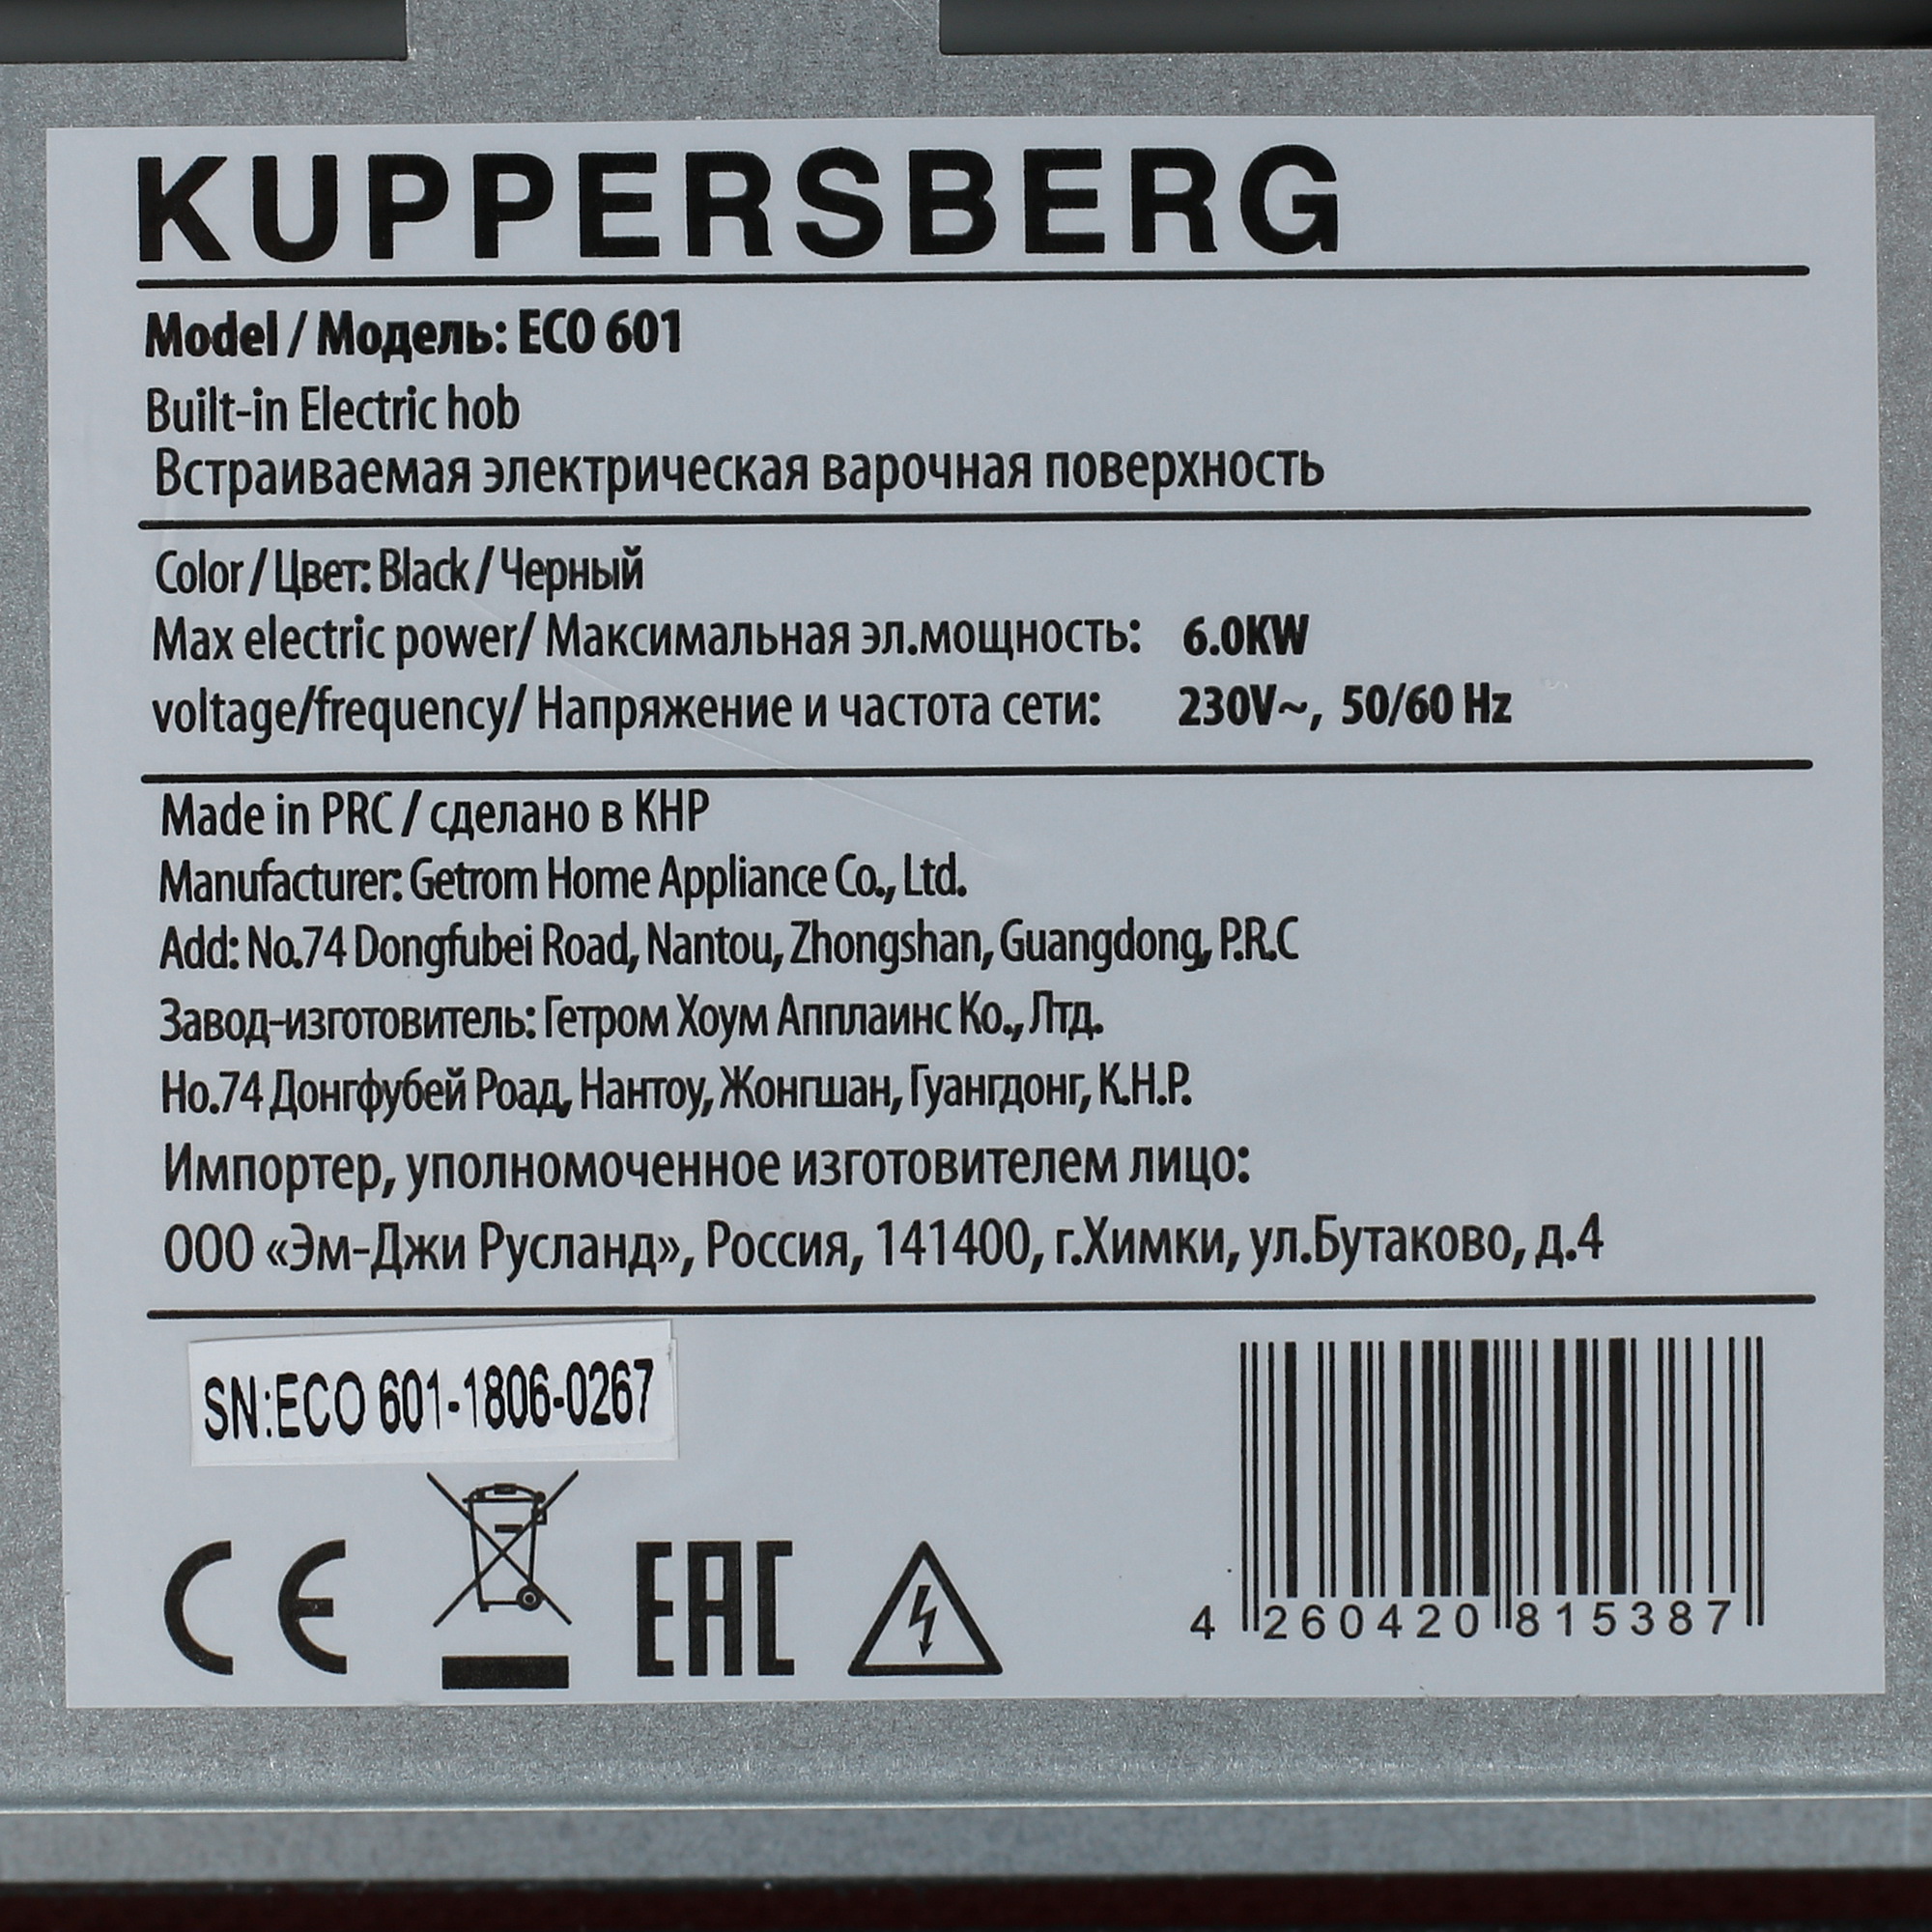 KUPPERSBERG
Model / Модель: ECO 601
Built-in Electric hob
Встраиваемая электрическая варочная поверхность
Color / Цвет: Black / Черный
Max electric power/ Максимальная эл.мощность: 6.0KW
voltage/frequency/ Напряжение и частота сети: 230V~, 50/60 Hz
Made in PRC / сделано в КНР
Manufacturer: Getrom Home Appliance Co., Ltd.
Add: No.74 Dongfubei Road, Nantou, Zhongshan, Guangdong, P.R.C
Завод-изготовитель: Гетром Хоум Апплаинс Ко., Лтд.
Но.74 Донгфубей Роад, Нантоу, Жонгшан, Гуангдонг, К.Н.Р.
Импортер, уполномоченное изготовителем лицо:
ООО «Эм-Джи Русланд», Россия, 141400, г.Химки, ул.Бутаково, д.4
SN:ECO 601-1806-0267
CE EAC
4 260420 815387